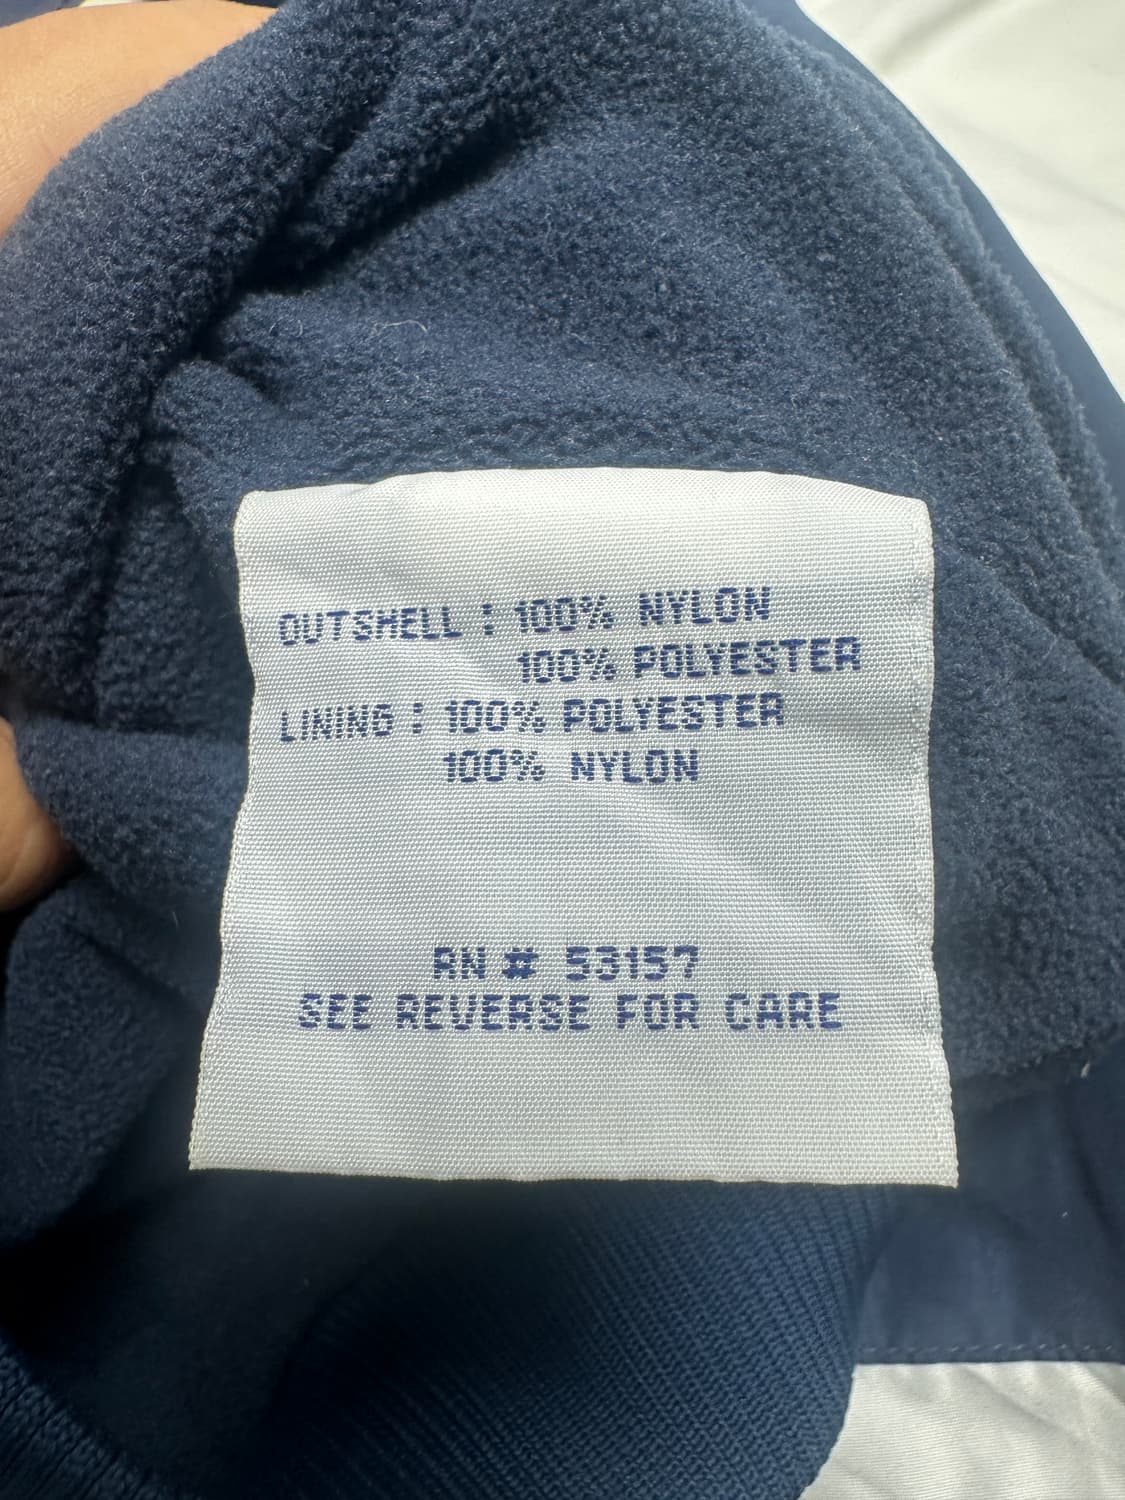 OUTSHELL : 100% NYLON
100% POLYESTER
LINING : 100% POLYESTER
100% NYLON
RN # 53157
SEE REVERSE FOR CARE